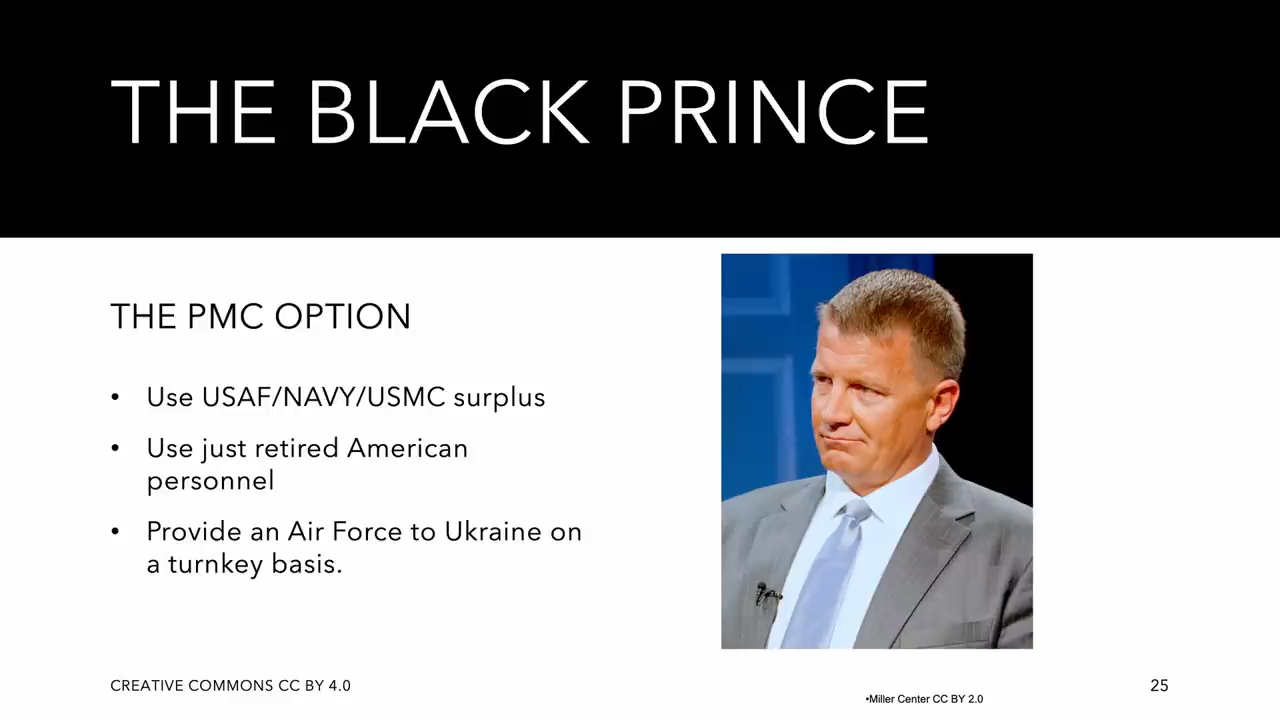 THE BLACK PRINCE
THE PMC OPTION
• Use USAF/NAVY/USMC surplus
• Use just retired American
personnel
• Provide an Air Force to Ukraine on
a turnkey basis.
CREATIVE COMMONS CC BY 4.0
•Miller Center CC BY 2.0
25